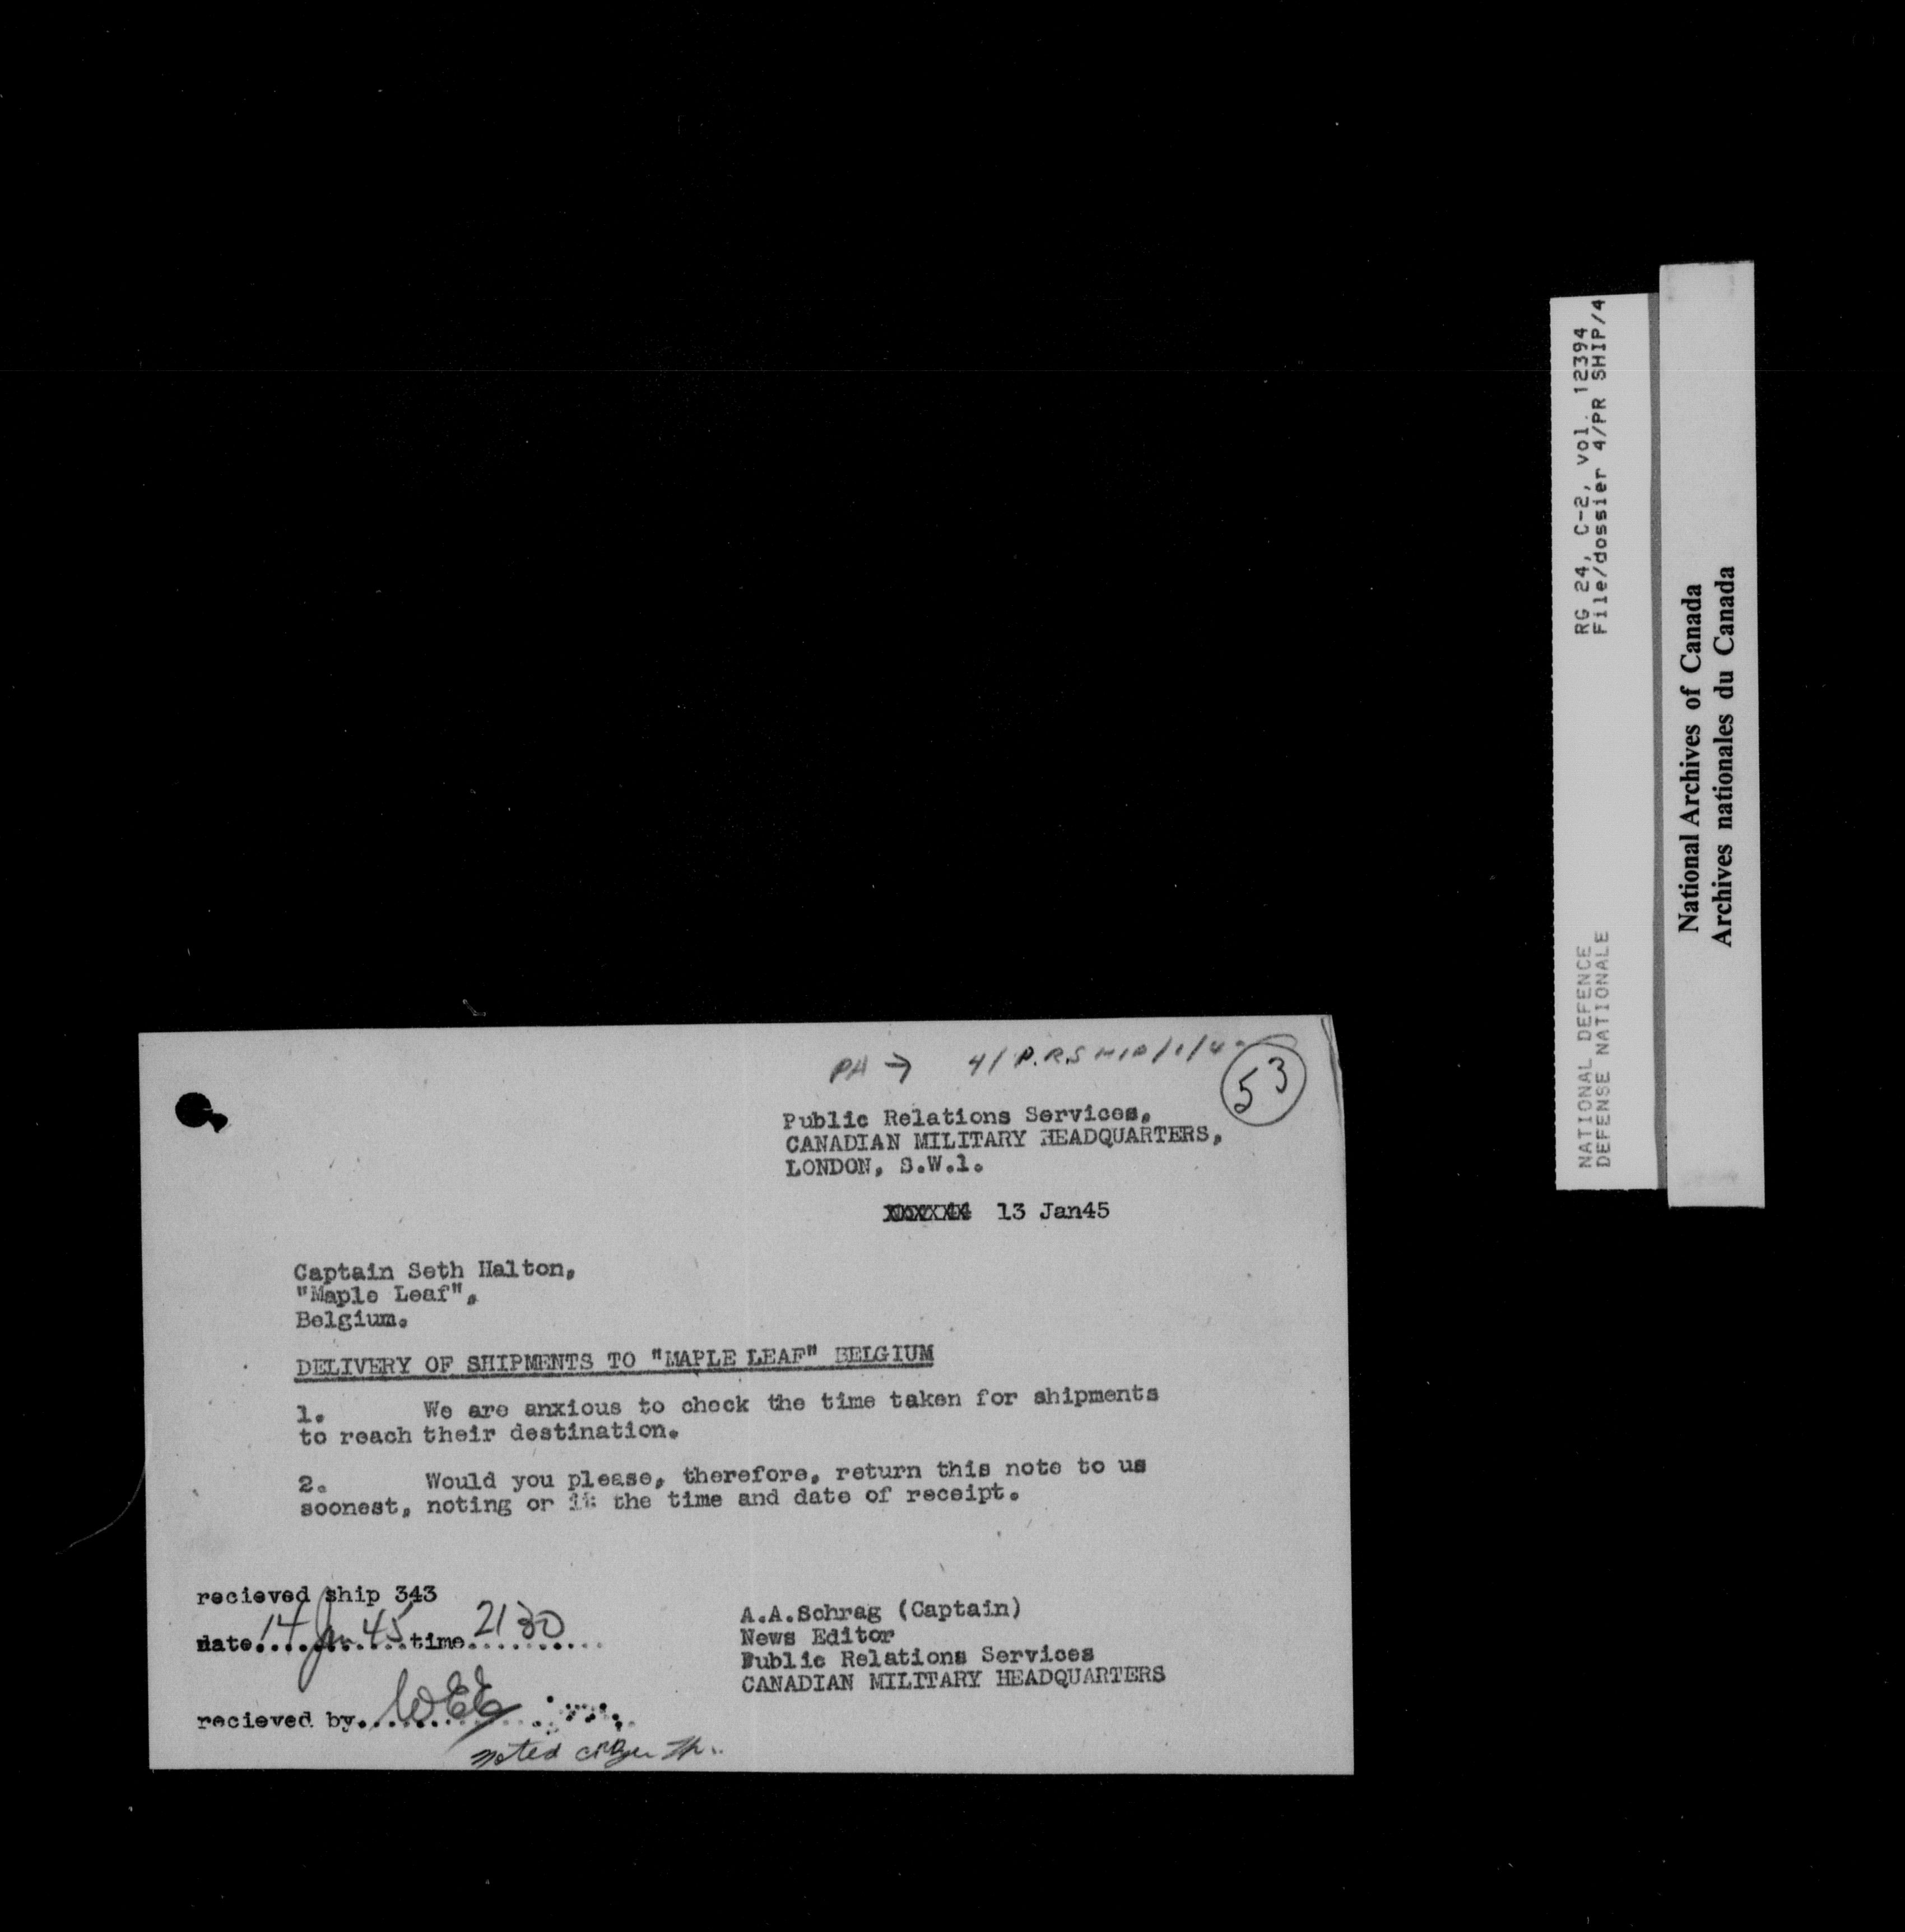 PH → 4/P.R.SHIP/1/4
53
Public Relations Services,
CANADIAN MILITARY HEADQUARTERS,
LONDON, S.W.1.
13 Jan45
Captain Seth Halton,
"Maple Leaf",
Belgium.
DELIVERY OF SHIPMENTS TO "MAPLE LEAF" BELGIUM
1. We are anxious to check the time taken for shipments
to reach their destination.
2. Would you please, therefore, return this note to us
soonest, noting or it the time and date of receipt.
recieved ship 343
date..14 Jan 45..time..2130....
recieved by..WEE....
noted
A.A.Schrag (Captain)
News Editor
Public Relations Services
CANADIAN MILITARY HEADQUARTERS
RG 24, C-2, vol. 12394
File/dossier 4/PR SHIP/4
NATIONAL DEFENCE
DEFENSE NATIONALE
National Archives of Canada
Archives nationales du Canada